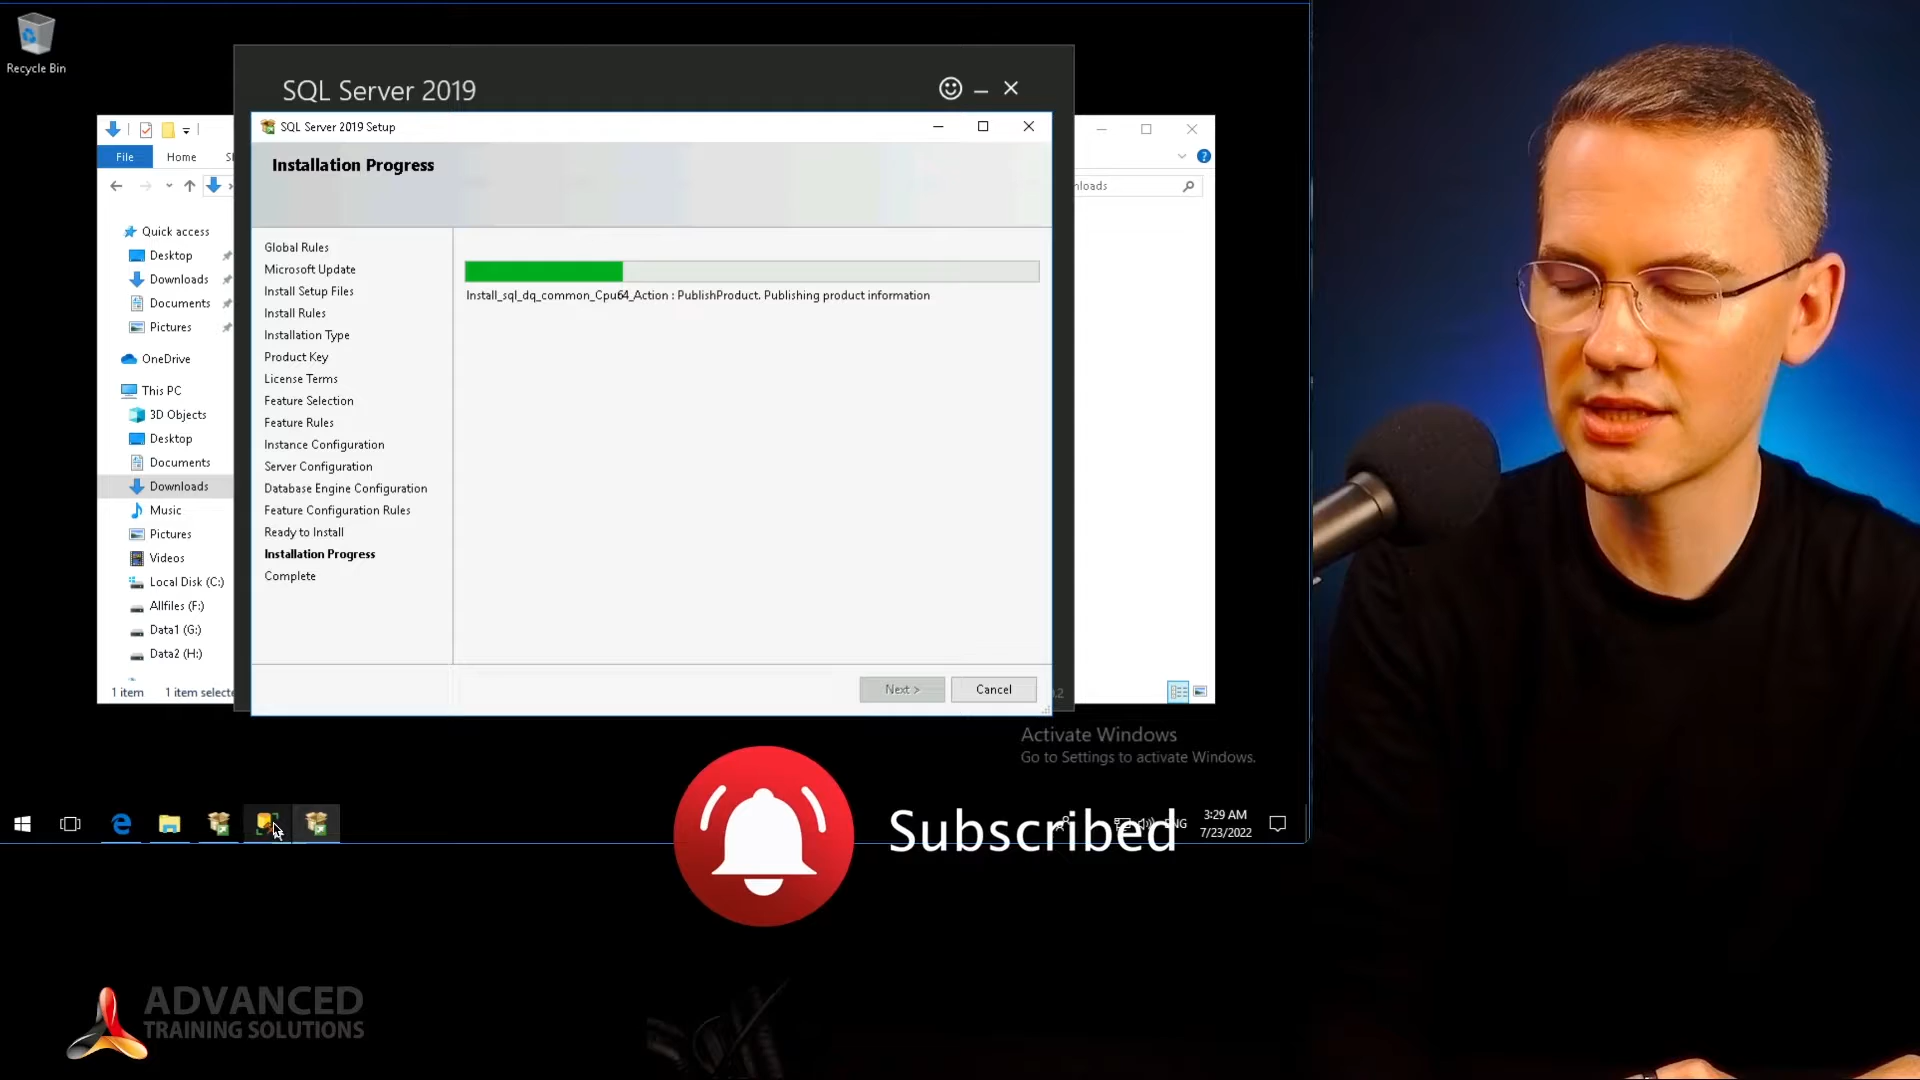 Recycle Bin
SQL Server 2019
SQL Server 2019 Setup
Installation Progress
File
Home
Quick access
Desktop
Downloads
Documents
Pictures
OneDrive
This PC
3D Objects
Desktop
Documents
Downloads
Music
Pictures
Videos
Local Disk (C:)
Allfiles (F:)
Data1 (G:)
Data2 (H:)
1 item
1 item
Global Rules
Microsoft Update
Install Setup Files
Install Rules
Installation Type
Product Key
License Terms
Feature Selection
Feature Rules
Instance Configuration
Server Configuration
Database Engine Configuration
Feature Configuration Rules
Ready to Install
Installation Progress
Complete
Install_sql_dq_common_Cpu64_Action : PublishProduct. Publishing product information
Next >
Cancel
Activate Windows
Go to Settings to activate Windows.
Subscribed
3:29 AM
7/23/2022
ADVANCED
TRAINING SOLUTIONS